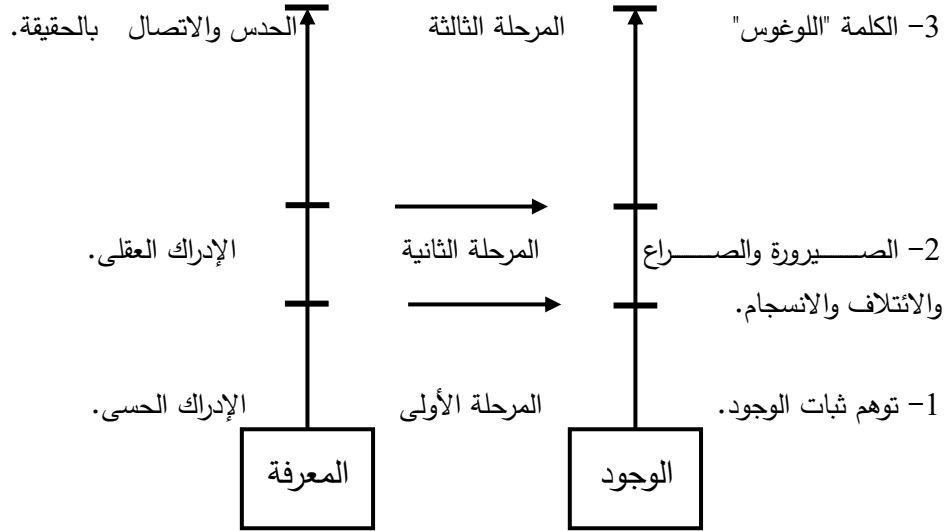 3- الكلمة "اللوغوس" المرحلة الثالثة الحدس والاتصال بالحقيقة.
2- الصـــــيرورة والصـــــراع المرحلة الثانية الإدراك العقلى.
والائتلاف والانسجام.
1- توهم ثبات الوجود. المرحلة الأولى الإدراك الحسى.
الوجود المعرفة